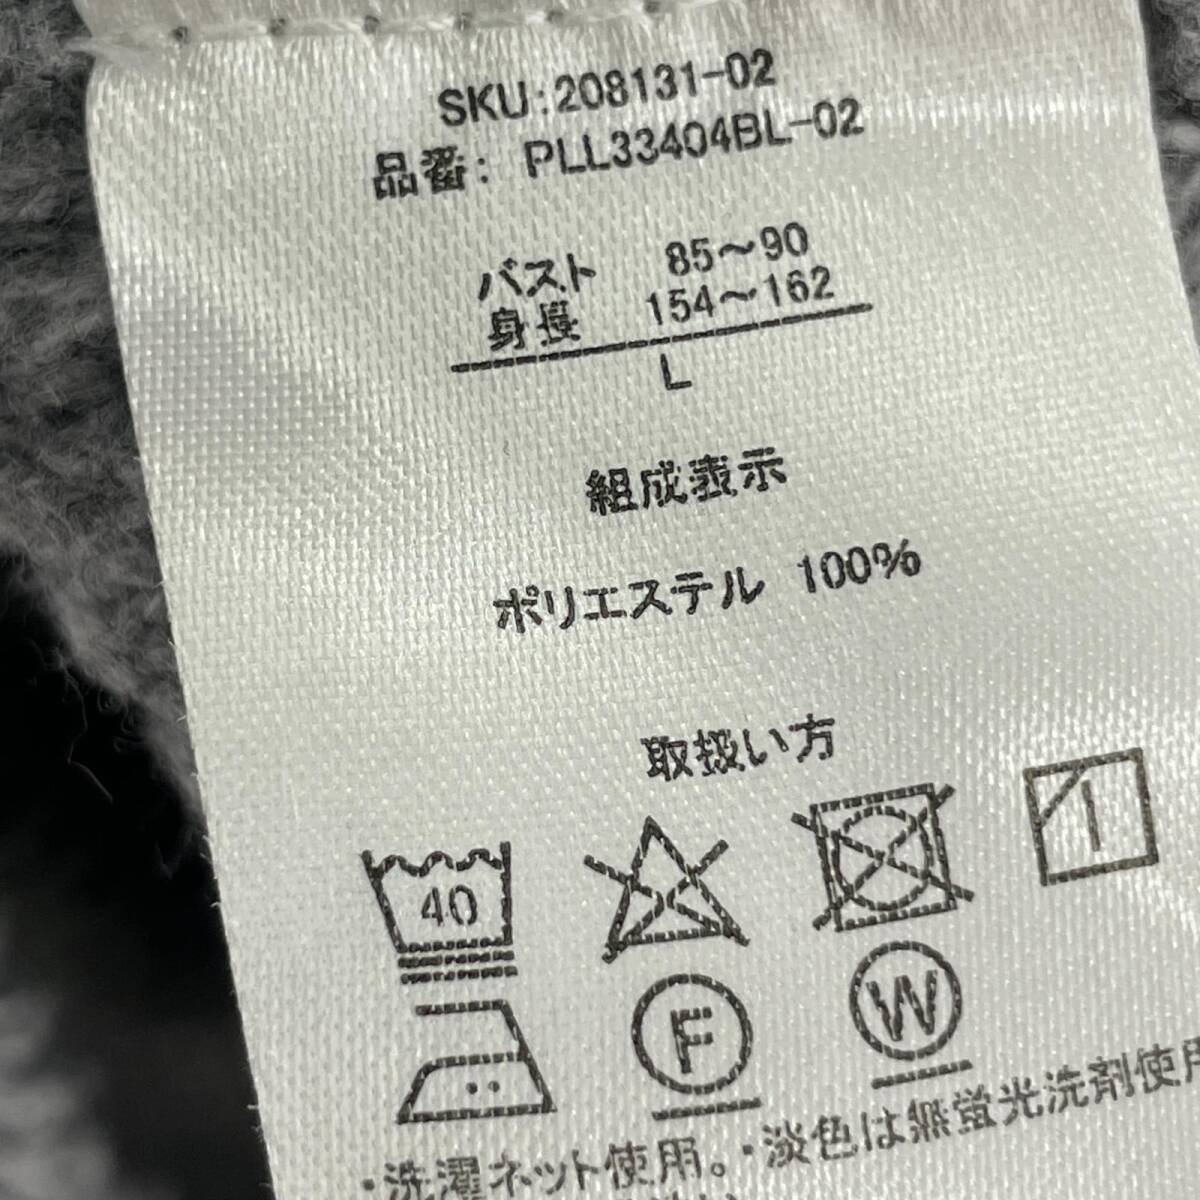 SKU:208131-02
品番: PLL33404BL-02
バスト 85～90
身長 154～162
L
組成表示
ポリエステル 100%
取扱い方
40
F
W
・洗濯ネット使用。・淡色は無蛍光洗剤使用